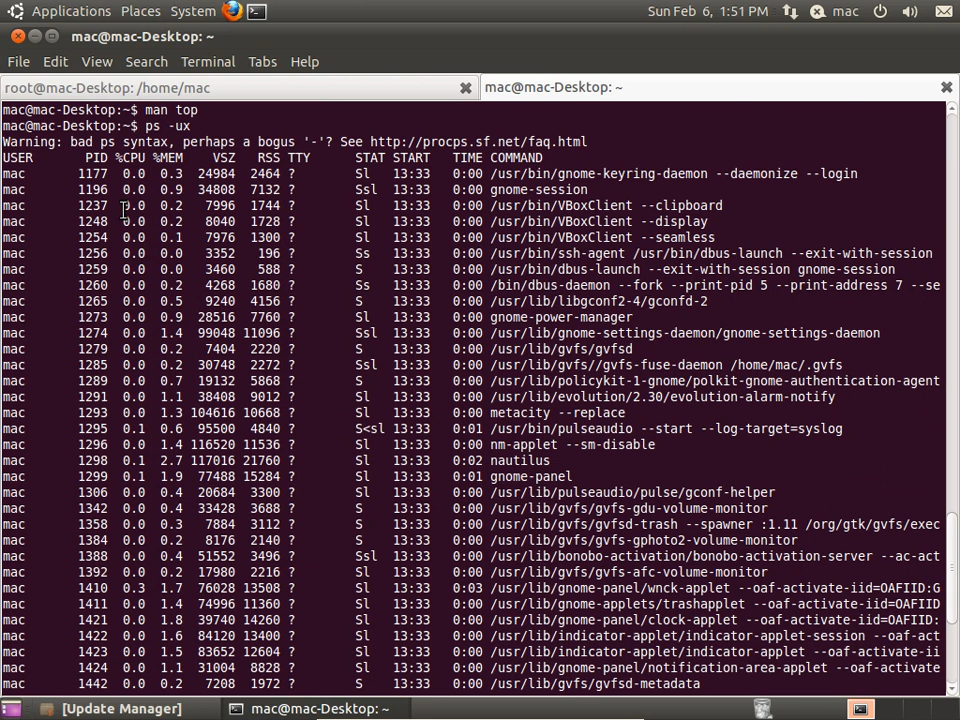 Applications Places System Sun Feb 6, 1:51 PM mac
mac@mac-Desktop: ~
File Edit View Search Terminal Tabs Help
root@mac-Desktop: /home/mac mac@mac-Desktop: ~
mac@mac-Desktop:~$ man top
mac@mac-Desktop:~$ ps -ux
Warning: bad ps syntax, perhaps a bogus '-'? See http://procps.sf.net/faq.html
USER PID %CPU %MEM VSZ RSS TTY STAT START TIME COMMAND
mac 1177 0.0 0.3 24984 2464 ? Sl 13:33 0:00 /usr/bin/gnome-keyring-daemon --daemonize --login
mac 1196 0.0 0.9 34808 7132 ? Ssl 13:33 0:00 gnome-session
mac 1237 0.0 0.2 7996 1744 ? Sl 13:33 0:00 /usr/bin/VBoxClient --clipboard
mac 1248 0.0 0.2 8040 1728 ? Sl 13:33 0:00 /usr/bin/VBoxClient --display
mac 1254 0.0 0.1 7976 1300 ? Sl 13:33 0:00 /usr/bin/VBoxClient --seamless
mac 1256 0.0 0.0 3352 196 ? Ss 13:33 0:00 /usr/bin/ssh-agent /usr/bin/dbus-launch --exit-with-session
mac 1259 0.0 0.0 3460 588 ? S 13:33 0:00 /usr/bin/dbus-launch --exit-with-session gnome-session
mac 1260 0.0 0.2 4268 1680 ? Ss 13:33 0:00 /bin/dbus-daemon --fork --print-pid 5 --print-address 7 --se
mac 1265 0.0 0.5 9240 4156 ? S 13:33 0:00 /usr/lib/libgconf2-4/gconfd-2
mac 1273 0.0 0.9 28516 7760 ? S 13:33 0:00 gnome-power-manager
mac 1274 0.0 1.4 99048 11096 ? Ssl 13:33 0:00 /usr/lib/gnome-settings-daemon/gnome-settings-daemon
mac 1279 0.0 0.2 7404 2220 ? S 13:33 0:00 /usr/lib/gvfs/gvfsd
mac 1285 0.0 0.2 30748 2272 ? Ssl 13:33 0:00 /usr/lib/gvfs//gvfs-fuse-daemon /home/mac/.gvfs
mac 1289 0.0 0.7 19132 5868 ? S 13:33 0:00 /usr/lib/policykit-1-gnome/polkit-gnome-authentication-agent
mac 1291 0.0 1.1 38408 9012 ? Sl 13:33 0:00 /usr/lib/evolution/2.30/evolution-alarm-notify
mac 1293 0.0 1.3 104616 10668 ? Sl 13:33 0:00 metacity --replace
mac 1295 0.1 0.6 95500 4840 ? S<sl 13:33 0:01 /usr/bin/pulseaudio --start --log-target=syslog
mac 1296 0.0 1.4 116520 11536 ? Sl 13:33 0:00 nm-applet --sm-disable
mac 1298 0.1 2.7 117016 21760 ? Sl 13:33 0:02 nautilus
mac 1299 0.1 1.9 77488 15284 ? Sl 13:33 0:01 gnome-panel
mac 1306 0.0 0.4 20684 3300 ? Sl 13:33 0:00 /usr/lib/pulseaudio/pulse/gconf-helper
mac 1342 0.0 0.4 33428 3688 ? S 13:33 0:00 /usr/lib/gvfs/gvfs-gdu-volume-monitor
mac 1358 0.0 0.3 7884 3112 ? S 13:33 0:00 /usr/lib/gvfs/gvfsd-trash --spawner :1.11 /org/gtk/gvfs/exec
mac 1384 0.0 0.2 8176 2140 ? S 13:33 0:00 /usr/lib/gvfs/gvfs-gphoto2-volume-monitor
mac 1388 0.0 0.4 51552 3496 ? Ssl 13:33 0:00 /usr/lib/bonobo-activation/bonobo-activation-server --ac-act
mac 1392 0.0 0.2 17980 2216 ? Sl 13:33 0:00 /usr/lib/gvfs/gvfs-afc-volume-monitor
mac 1410 0.3 1.7 76028 13508 ? Sl 13:33 0:03 /usr/lib/gnome-panel/wnck-applet --oaf-activate-iid=OAFIID:G
mac 1411 0.0 1.4 74996 11360 ? Sl 13:33 0:00 /usr/lib/gnome-applets/trashapplet --oaf-activate-iid=OAFIID
mac 1421 0.0 1.8 39740 14260 ? Sl 13:33 0:00 /usr/lib/gnome-panel/clock-applet --oaf-activate-iid=OAFIID:
mac 1422 0.0 1.6 84120 13400 ? Sl 13:33 0:00 /usr/lib/indicator-applet/indicator-applet-session --oaf-act
mac 1423 0.0 1.5 83652 12604 ? Sl 13:33 0:00 /usr/lib/indicator-applet/indicator-applet --oaf-activate-ii
mac 1424 0.0 1.1 31004 8828 ? Sl 13:33 0:00 /usr/lib/gnome-panel/notification-area-applet --oaf-activate
mac 1442 0.0 0.2 7208 1972 ? S 13:33 0:00 /usr/lib/gvfs/gvfsd-metadata
[Update Manager] mac@mac-Desktop: ~